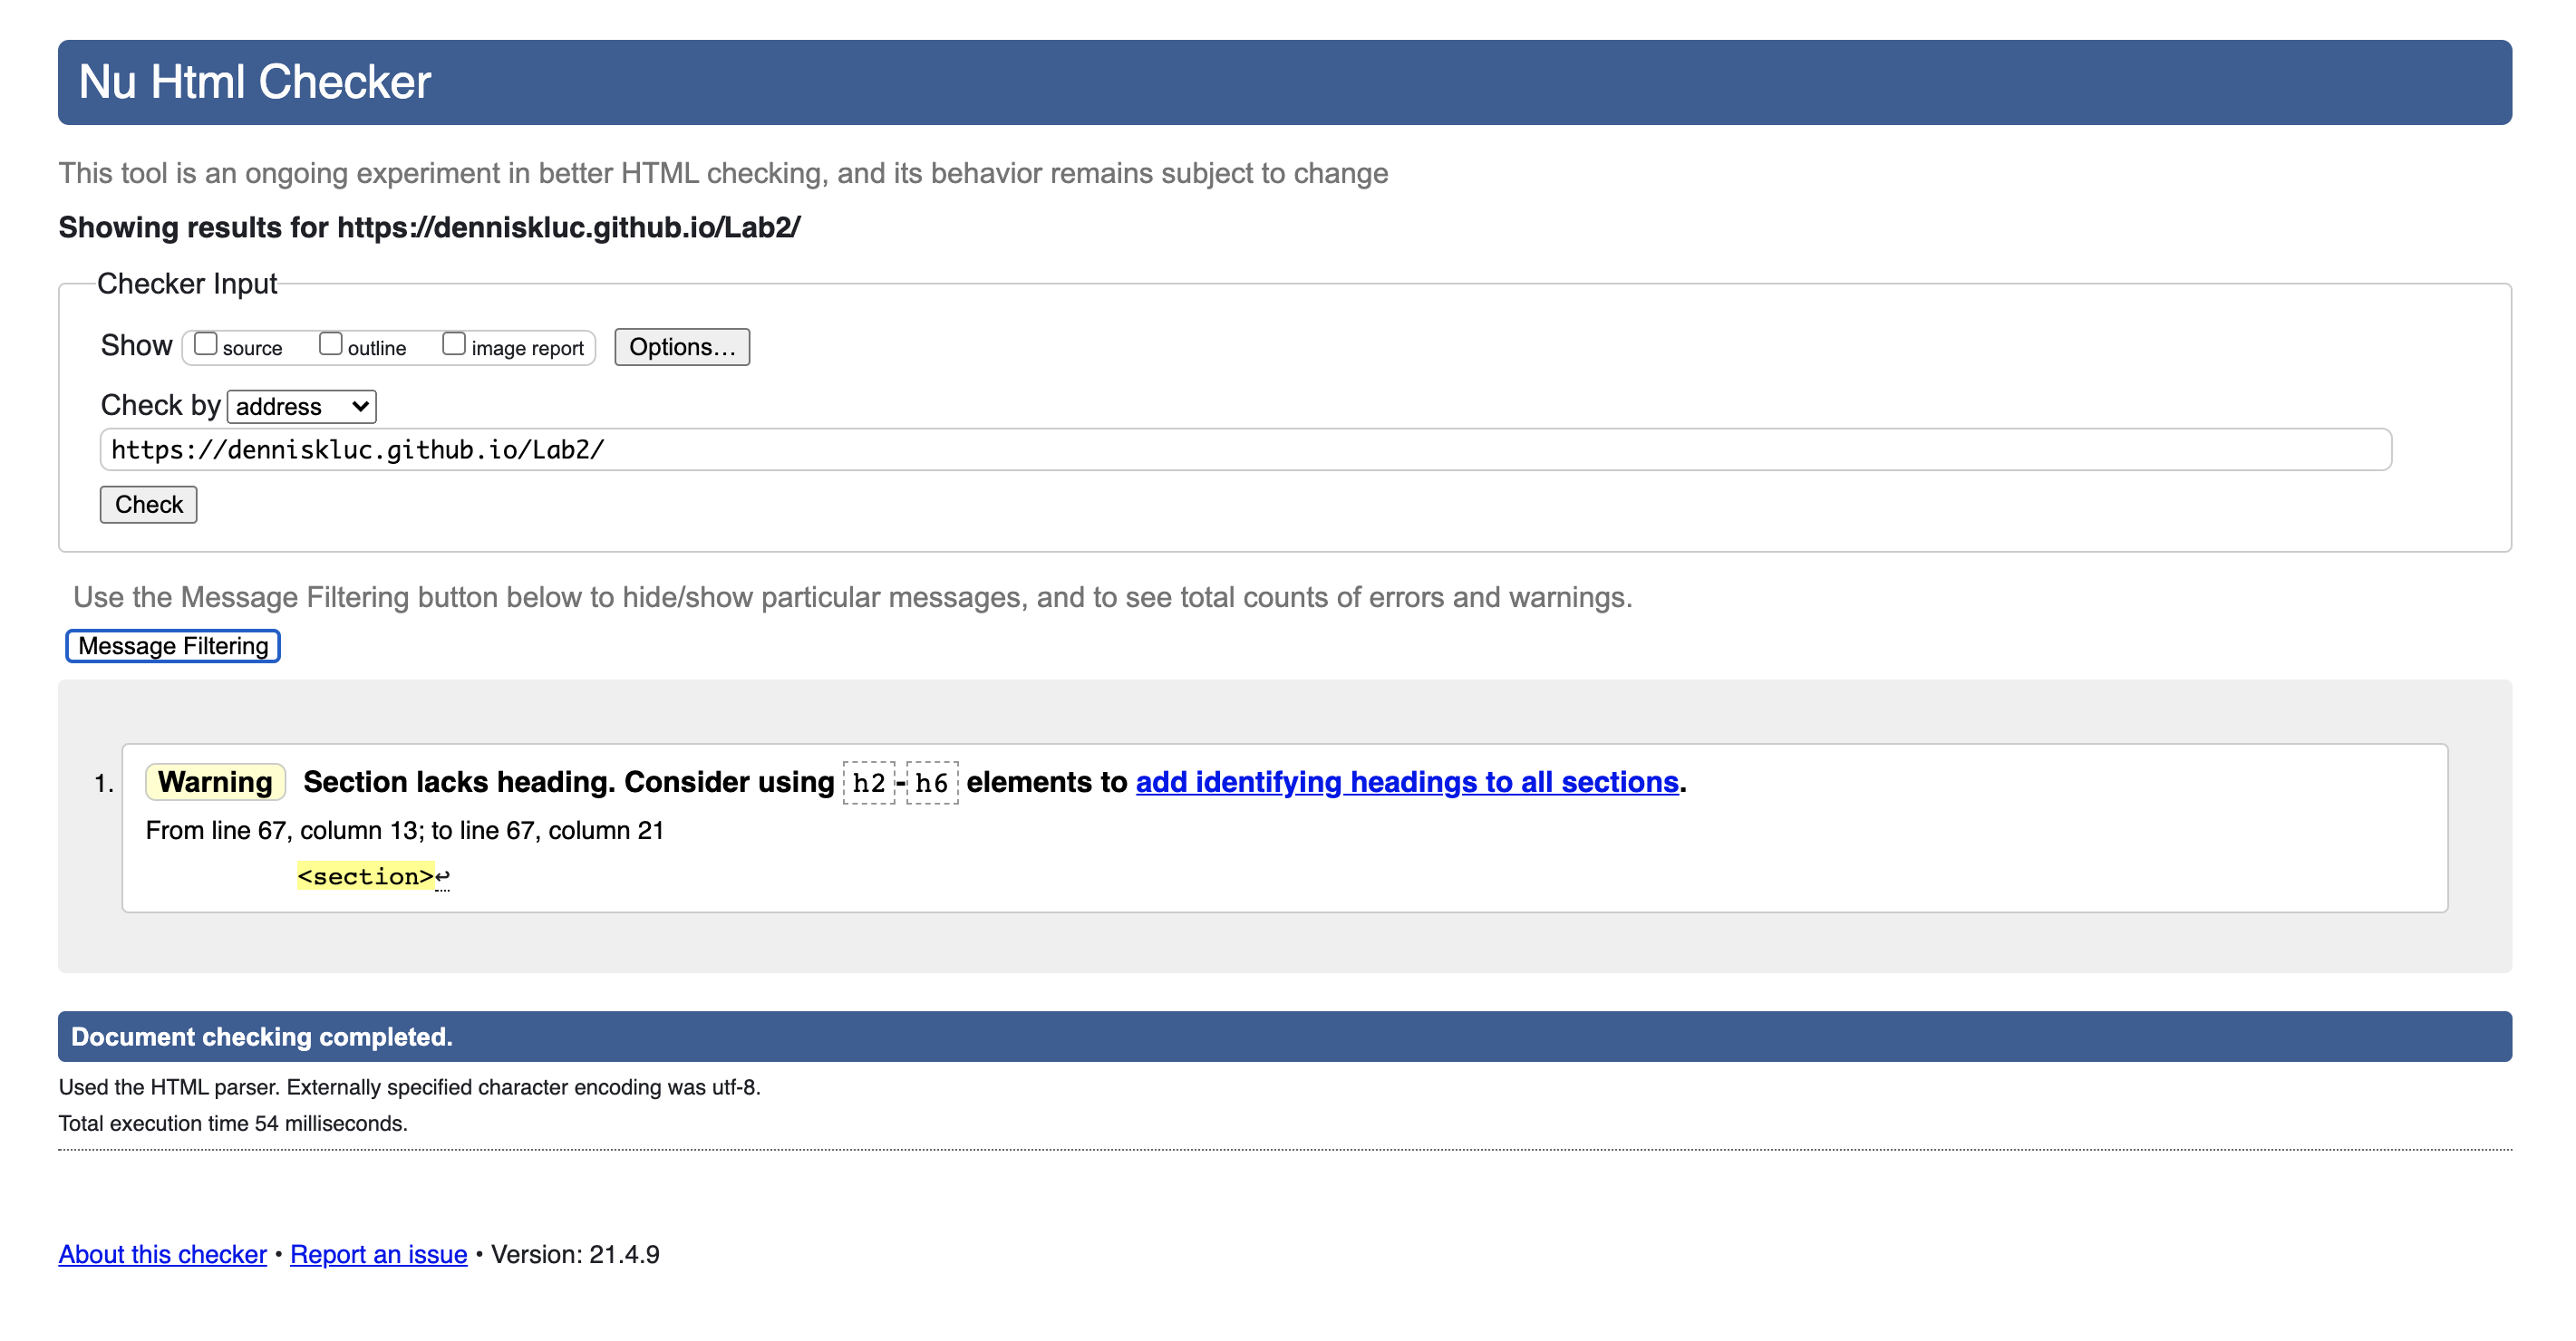 Nu Html Checker
This tool is an ongoing experiment in better HTML checking, and its behavior remains subject to change
Showing results for https://denniskluc.github.io/Lab2/
Checker Input
Show source outline image report Options…
Check by address
https://denniskluc.github.io/Lab2/
Check
Use the Message Filtering button below to hide/show particular messages, and to see total counts of errors and warnings.
Message Filtering
1. Warning Section lacks heading. Consider using h2-h6 elements to add identifying headings to all sections.
From line 67, column 13; to line 67, column 21
<section>↩
Document checking completed.
Used the HTML parser. Externally specified character encoding was utf-8.
Total execution time 54 milliseconds.
About this checker • Report an issue • Version: 21.4.9